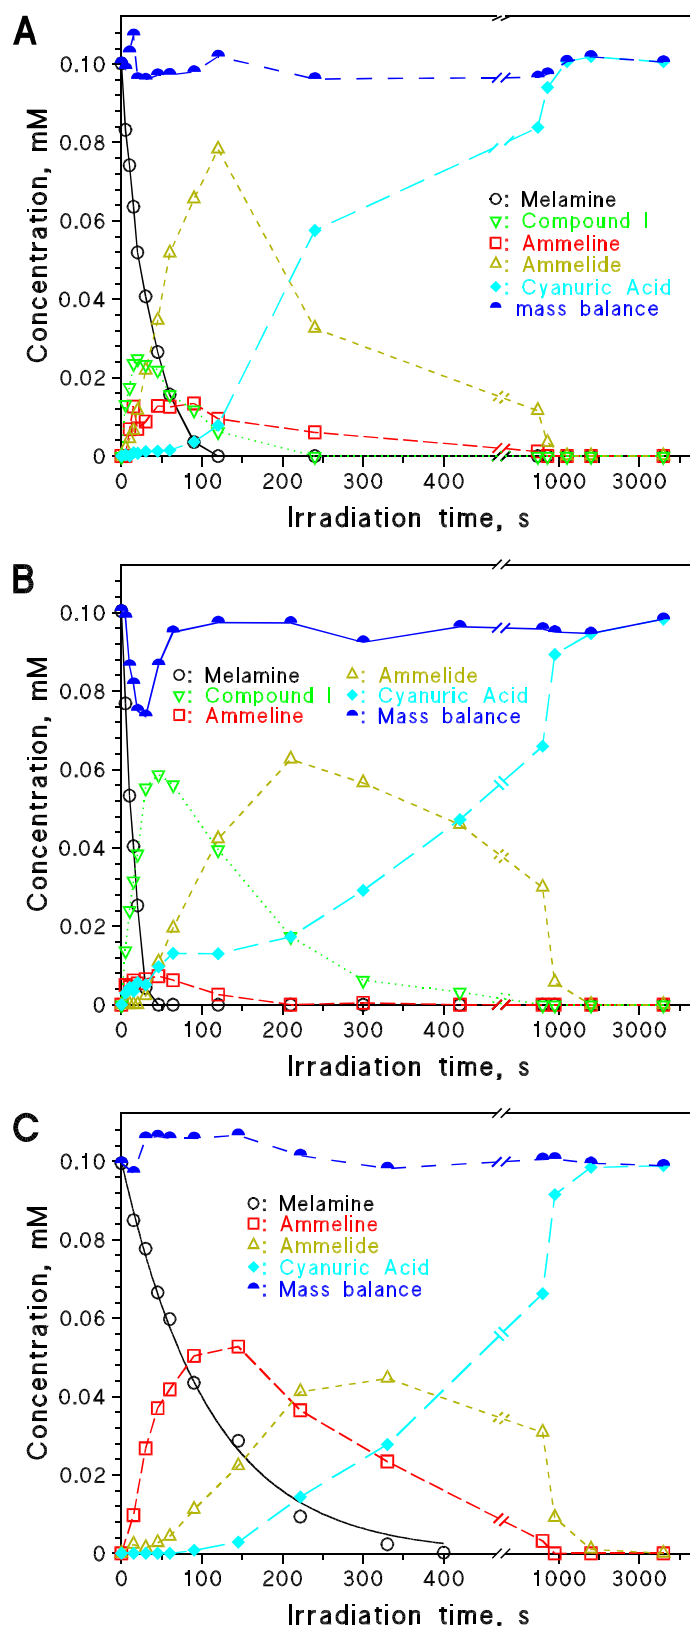 A
0.10
0.08
0.06
0.04
0.02
0
Concentration, mM
○: Melamine
▽: Compound I
□: Ammeline
△: Ammelide
◆: Cyanuric Acid
mass balance
0 100 200 300 400 1000 3000
Irradiation time, s
B
0.10
0.08
0.06
0.04
0.02
0
Concentration, mM
○: Melamine △: Ammelide
▽: Compound I ◆: Cyanuric Acid
□: Ammeline : Mass balance
0 100 200 300 400 1000 3000
Irradiation time, s
C
0.10
0.08
0.06
0.04
0.02
0
Concentration, mM
○: Melamine
□: Ammeline
△: Ammelide
◆: Cyanuric Acid
: Mass balance
0 100 200 300 400 1000 3000
Irradiation time, s